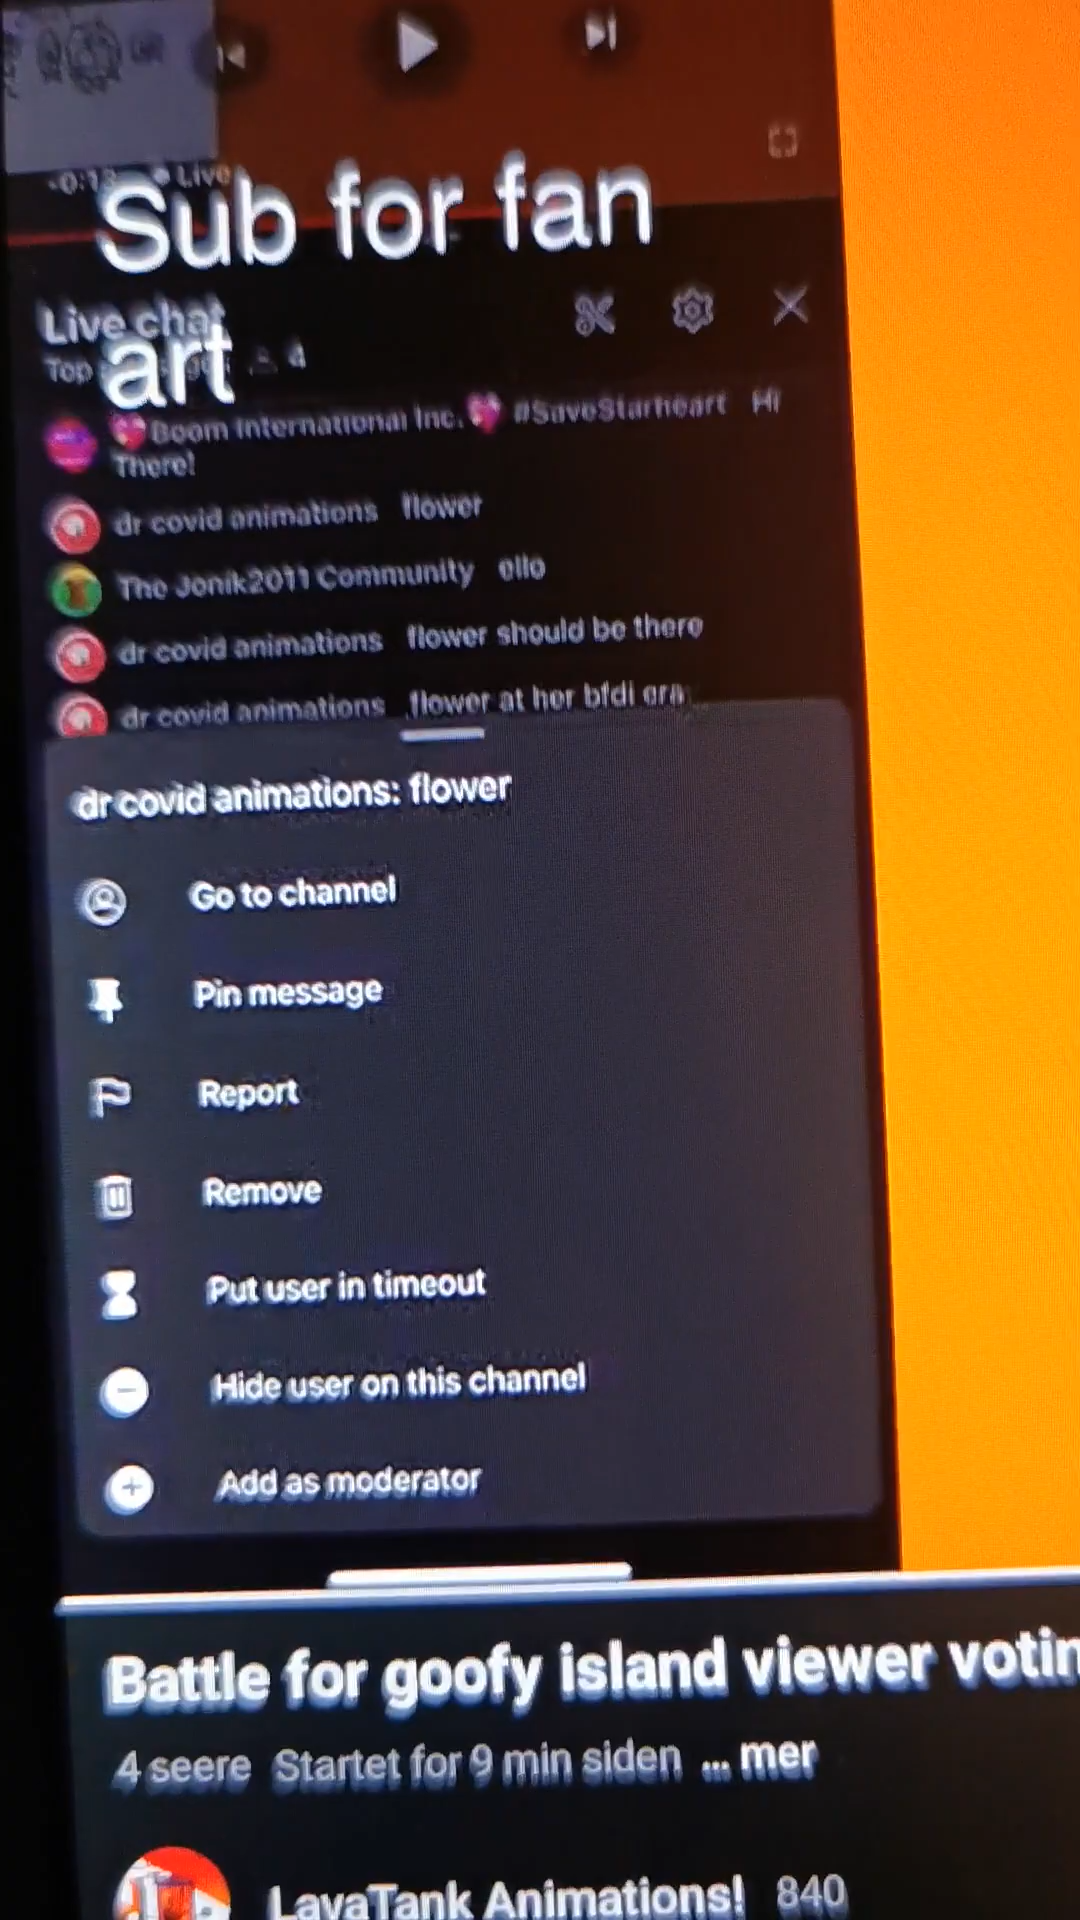 -0:13 • Live
Sub for fan
art
Live chat
Top
4
💖Boom International Inc.💖 #SaveStarheart Hi
There!
dr covid animations flower
The Jonik2011 Community ello
dr covid animations flower should be there
dr covid animations flower at her bfdi era
dr covid animations: flower
Go to channel
Pin message
Report
Remove
Put user in timeout
Hide user on this channel
Add as moderator
Battle for goofy island viewer votin
4 seere Startet for 9 min siden ... mer
LavaTank Animations! 840